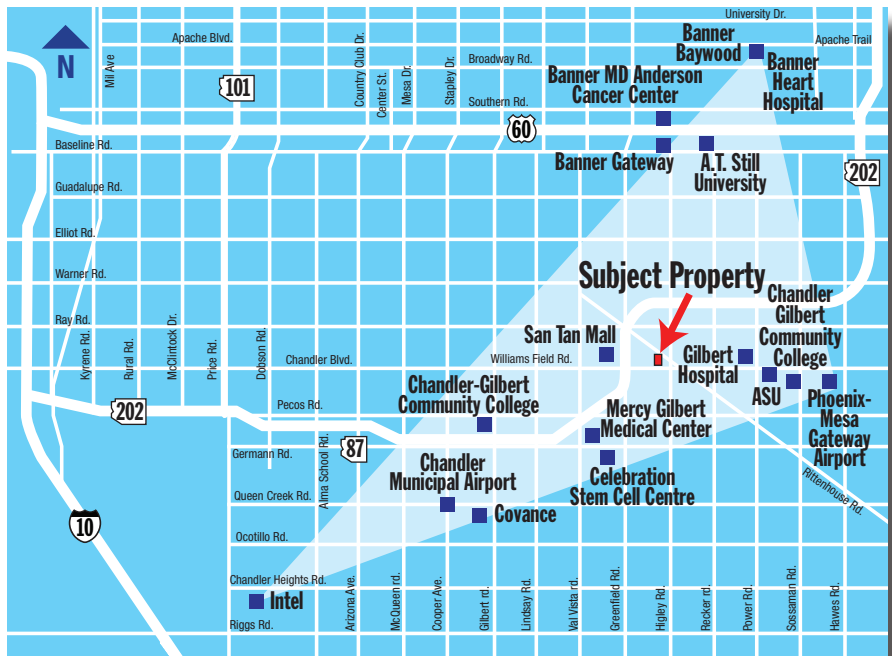 University Dr.
Apache Blvd.
Banner
Baywood
Apache Trail
N
Mil Ave
Country Club Dr.
Center St.
Mesa Dr.
Stapley Dr.
Broadway Rd.
Banner
Heart
Hospital
101
Banner MD Anderson
Cancer Center
Southern Rd.
60
Baseline Rd.
Banner Gateway
A.T. Still
University
202
Guadalupe Rd.
Elliot Rd.
Warner Rd.
Subject Property
Chandler
Gilbert
Community
College
Ray Rd.
Kyrene Rd.
Rural Rd.
McClintock Dr.
Price Rd.
Dobson Rd.
San Tan Mall
Chandler Blvd.
Williams Field Rd.
Gilbert
Hospital
ASU
Phoenix-
Mesa
Gateway
Airport
Chandler-Gilbert
Community College
202
Pecos Rd.
Mercy Gilbert
Medical Center
87
Germann Rd.
Alma School Rd.
Chandler
Municipal Airport
Celebration
Stem Cell Centre
Rittenhouse Rd.
Queen Creek Rd.
Covance
10
Ocotillo Rd.
Chandler Heights Rd.
Intel
Riggs Rd.
Arizona Ave.
McQueen rd.
Cooper Ave.
Gilbert rd.
Lindsay Rd.
Val Vista rd.
Greenfield Rd.
Higley Rd.
Recker rd.
Power Rd.
Sossaman Rd.
Hawes Rd.